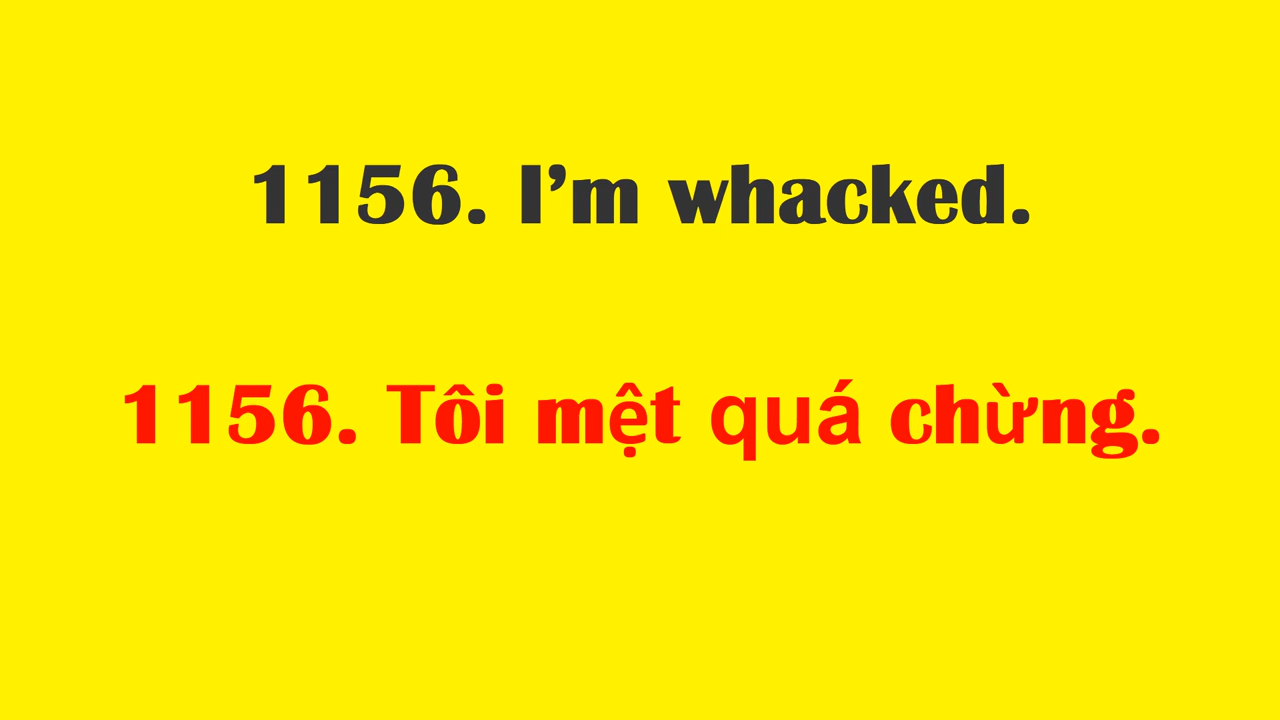 1156. I’m whacked.
1156. Tôi mệt quá chừng.